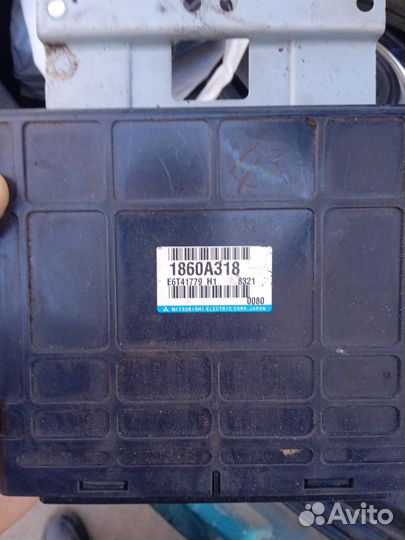 1860A318
E6T41779 H1 8321
0080
MITSUBISHI ELECTRIC CORP. JAPAN
Avito